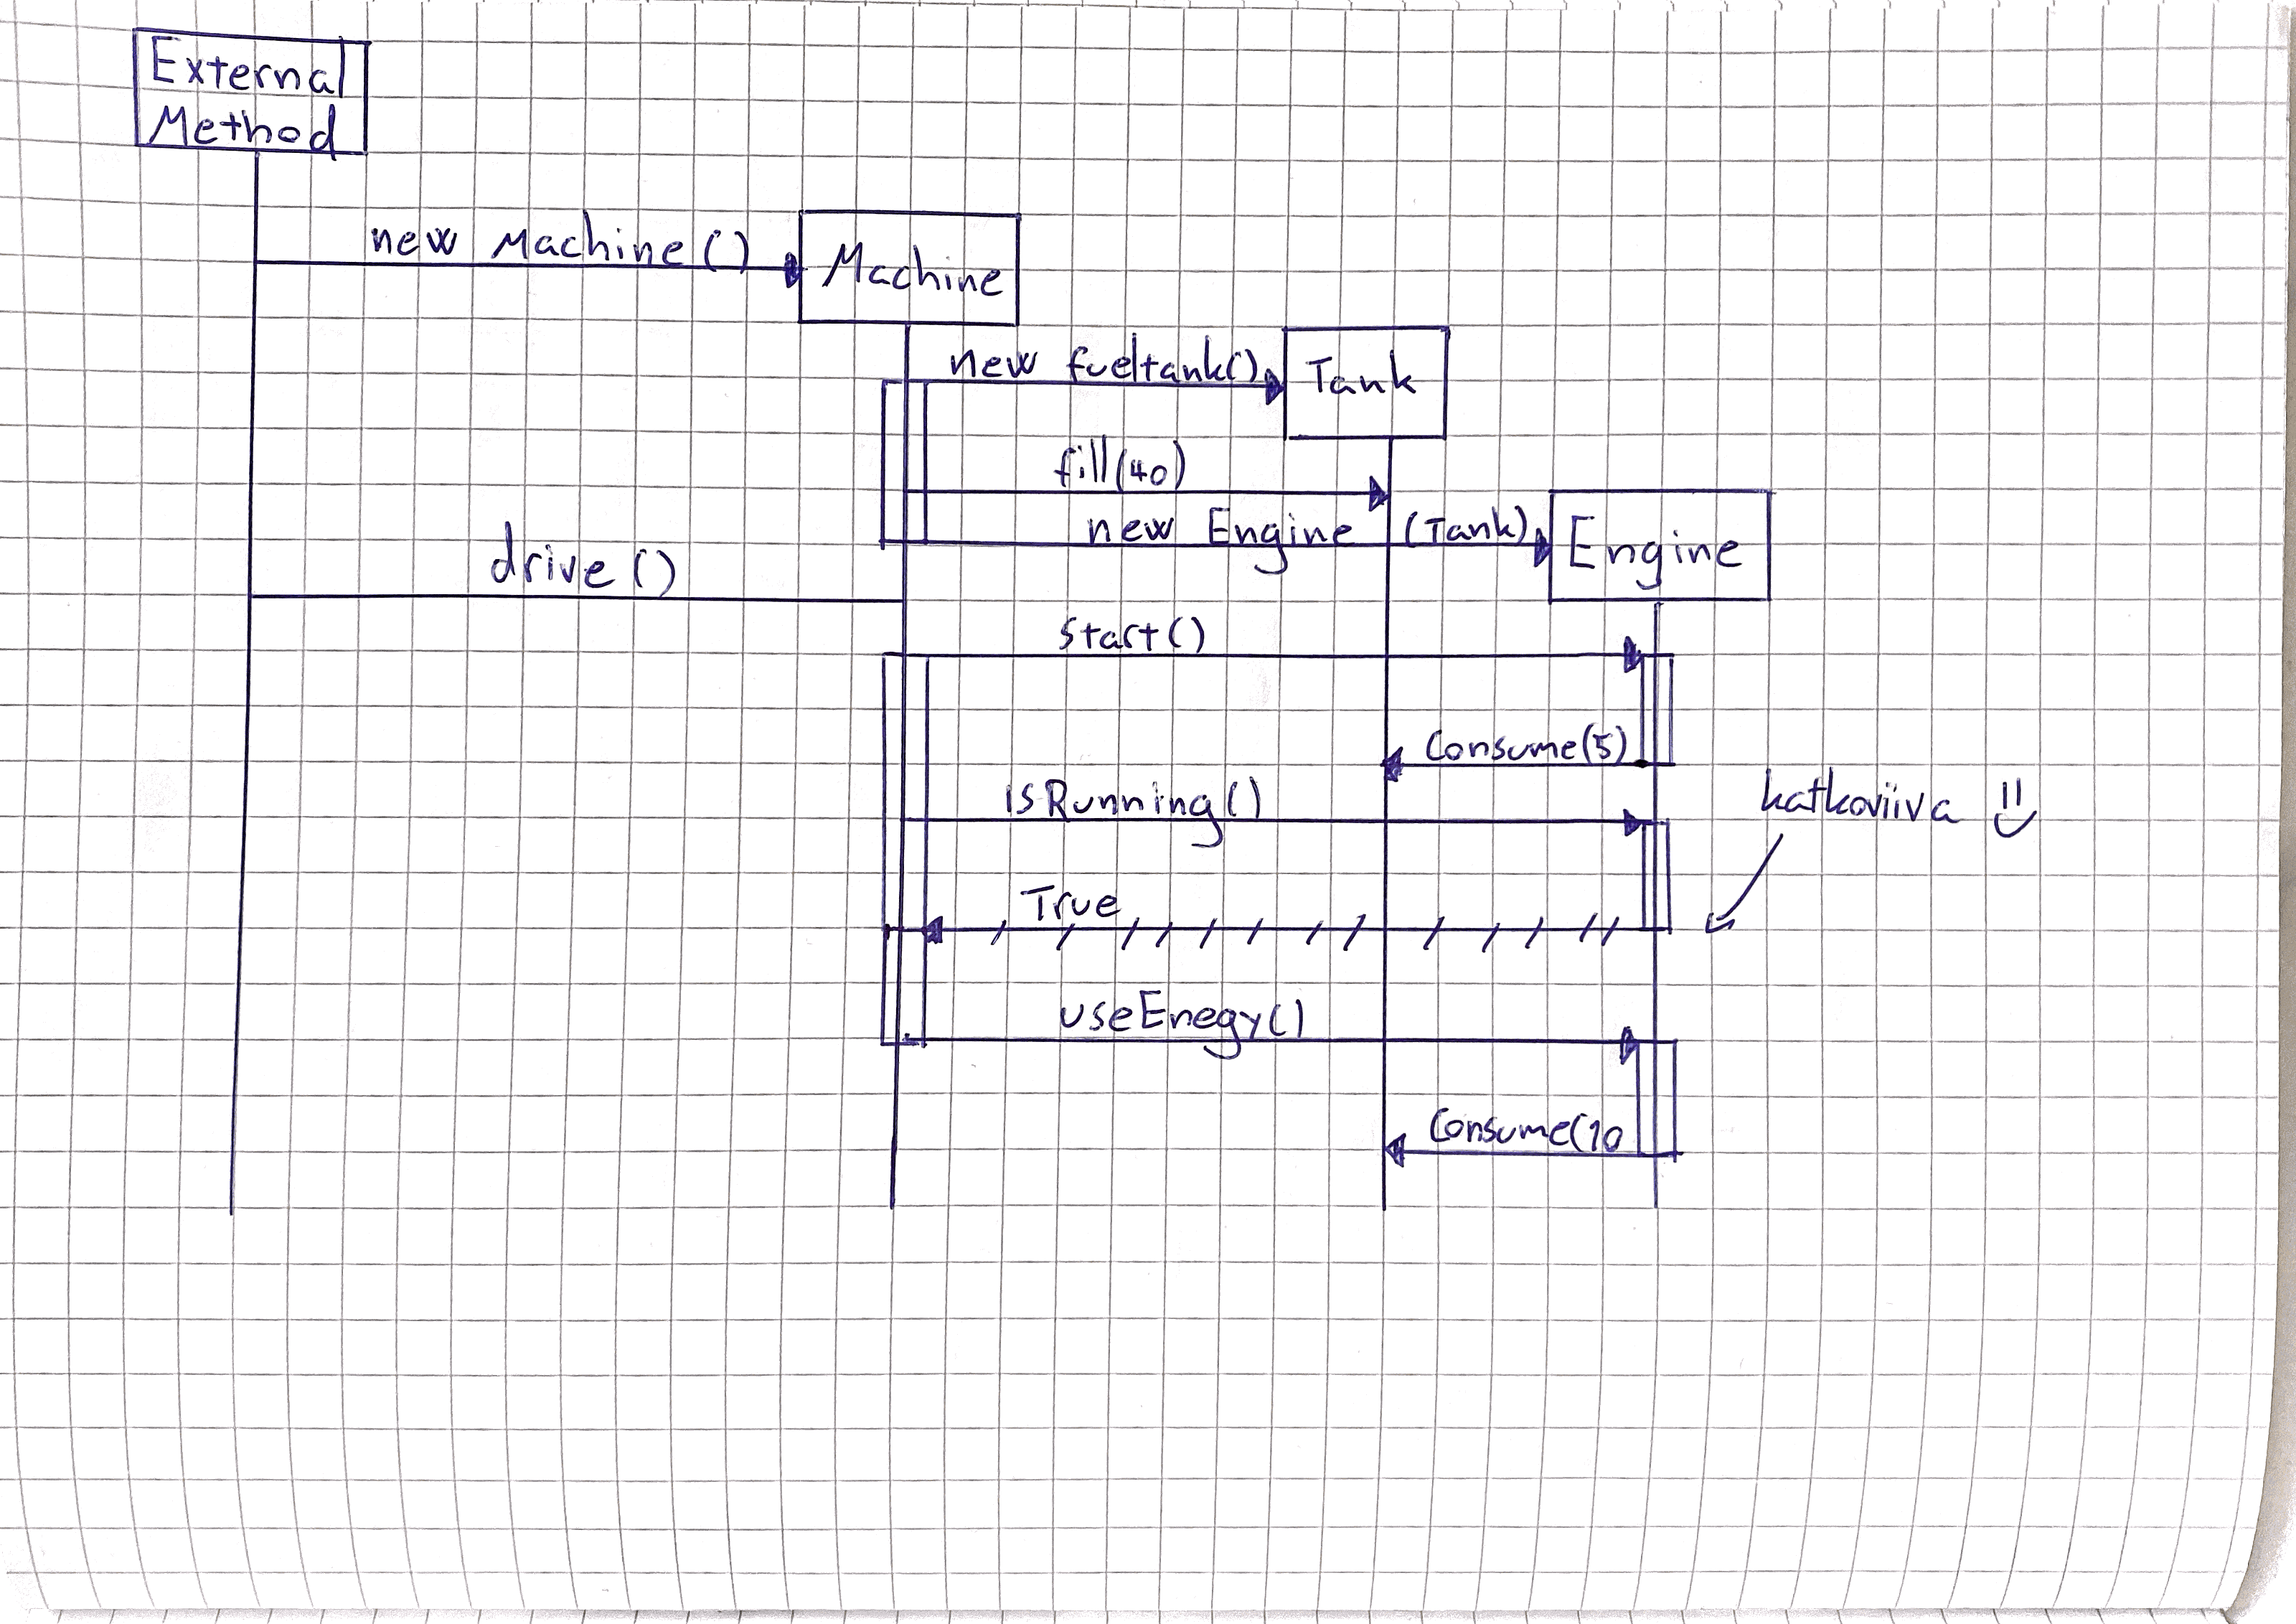 External
Method
new Machine()
Machine
new fueltank()
Tank
fill(40)
new Engine (Tank)
Engine
drive()
Start()
Consume(5)
isRunning()
katkoviiva
True
useEnegy()
Consume(10